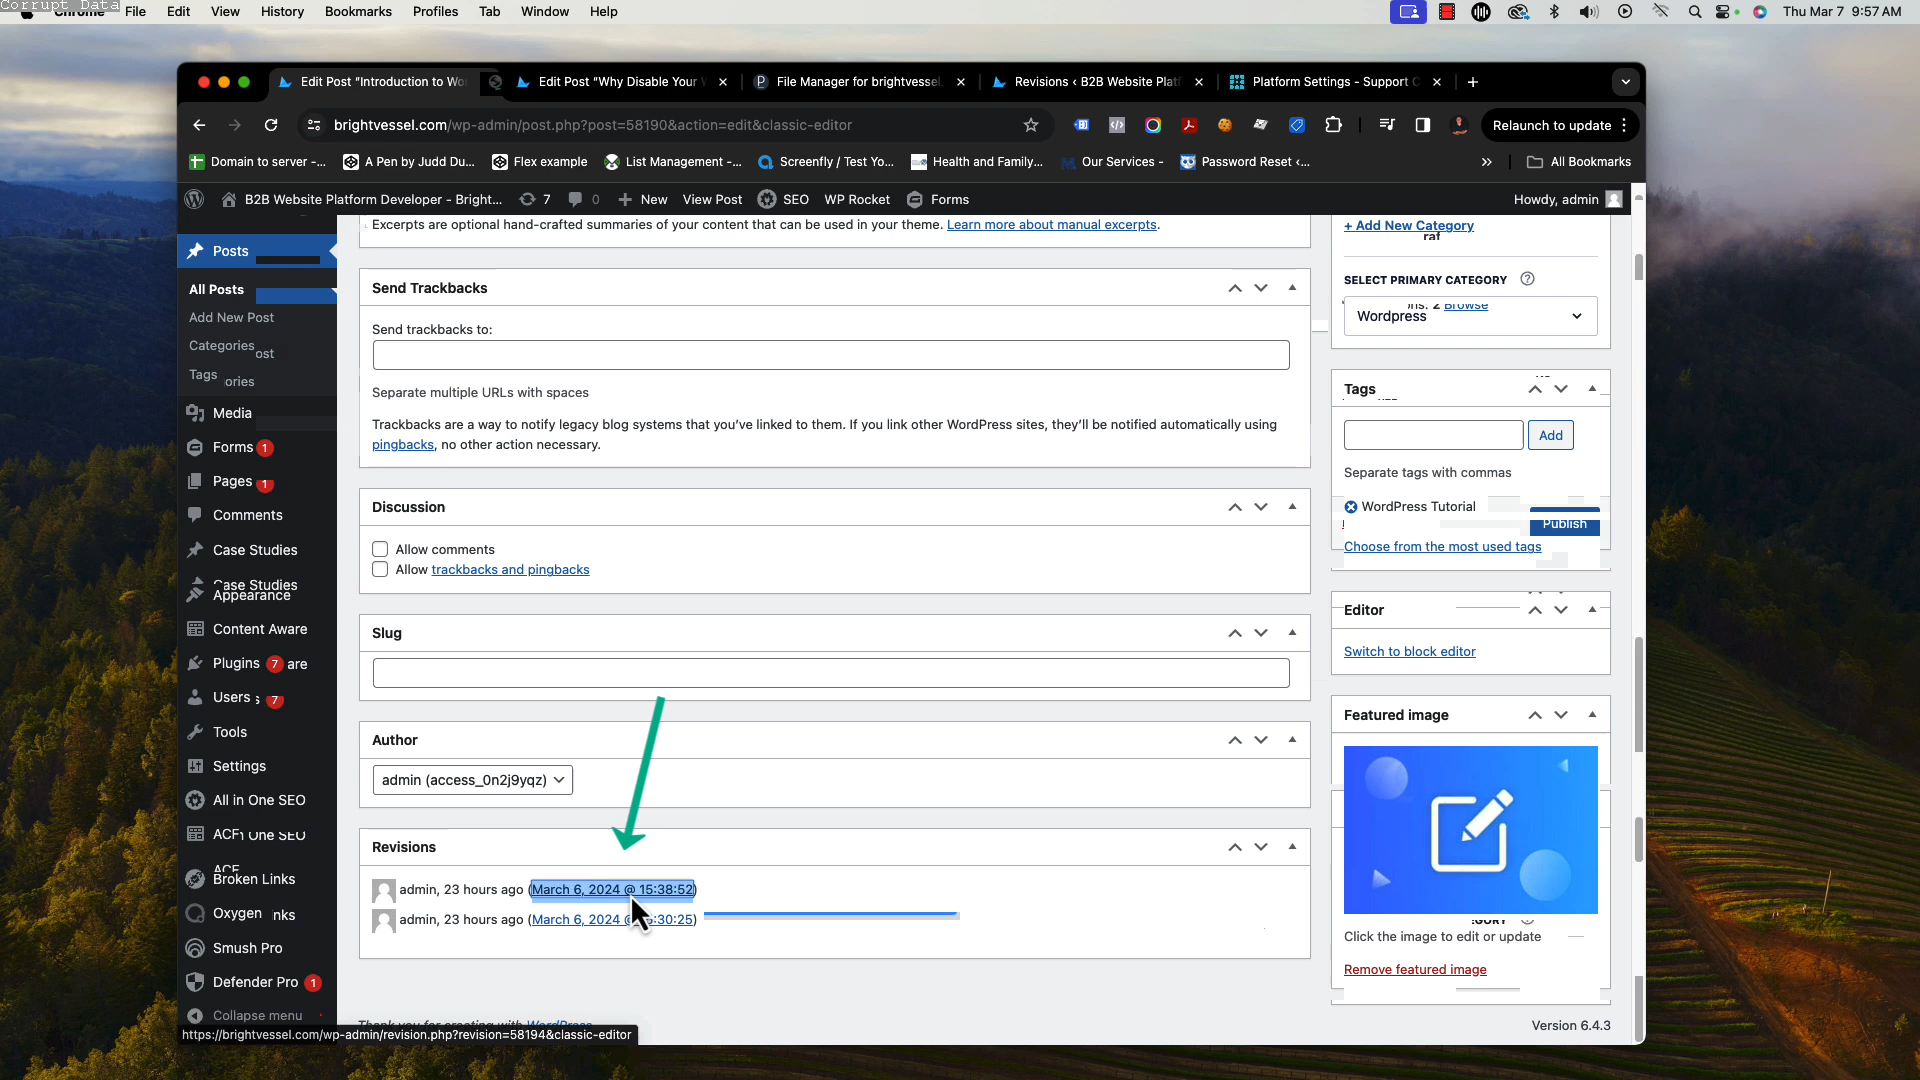 Corrupt Data
Chrome File Edit View History Bookmarks Profiles Tab Window Help
Thu Mar 7 9:57 AM
Edit Post "Introduction to Wo
Edit Post "Why Disable Your
File Manager for brightvessel
Revisions ‹ B2B Website Plat
Platform Settings - Support C
brightvessel.com/wp-admin/post.php?post=58190&action=edit&classic-editor
Relaunch to update
Domain to server -... A Pen by Judd Du... Flex example List Management -... Screenfly / Test Yo... Health and Family... Our Services - Password Reset ‹... » All Bookmarks
B2B Website Platform Developer - Bright... 7 0 New View Post SEO WP Rocket Forms Howdy, admin
Posts
All Posts
Add New Post
Categories
ost
Tags
ories
Media
Forms 1
Pages 1
Comments
Case Studies
Case Studies
Appearance
Content Aware
Plugins 7 are
Users s 7
Tools
Settings
All in One SEO
ACF One SEO
ACF
Broken Links
Oxygen nks
Smush Pro
Defender Pro 1
Collapse menu
https://brightvessel.com/wp-admin/revision.php?revision=58194&classic-editor
Excerpts are optional hand-crafted summaries of your content that can be used in your theme. Learn more about manual excerpts.
Send Trackbacks
Send trackbacks to:
Separate multiple URLs with spaces
Trackbacks are a way to notify legacy blog systems that you've linked to them. If you link other WordPress sites, they'll be notified automatically using
pingbacks, no other action necessary.
Discussion
Allow comments
Allow trackbacks and pingbacks
Slug
Author
admin (access_0n2j9yqz)
Revisions
admin, 23 hours ago (March 6, 2024 @ 15:38:52)
admin, 23 hours ago (March 6, 2024 @ :30:25)
Thank you for creating with WordPress
+ Add New Category
raf
SELECT PRIMARY CATEGORY
ns: 2 Browse
Wordpress
Tags
Add
Separate tags with commas
WordPress Tutorial
Publish
Choose from the most used tags
Editor
Switch to block editor
Featured image
Click the image to edit or update
Remove featured image
Version 6.4.3